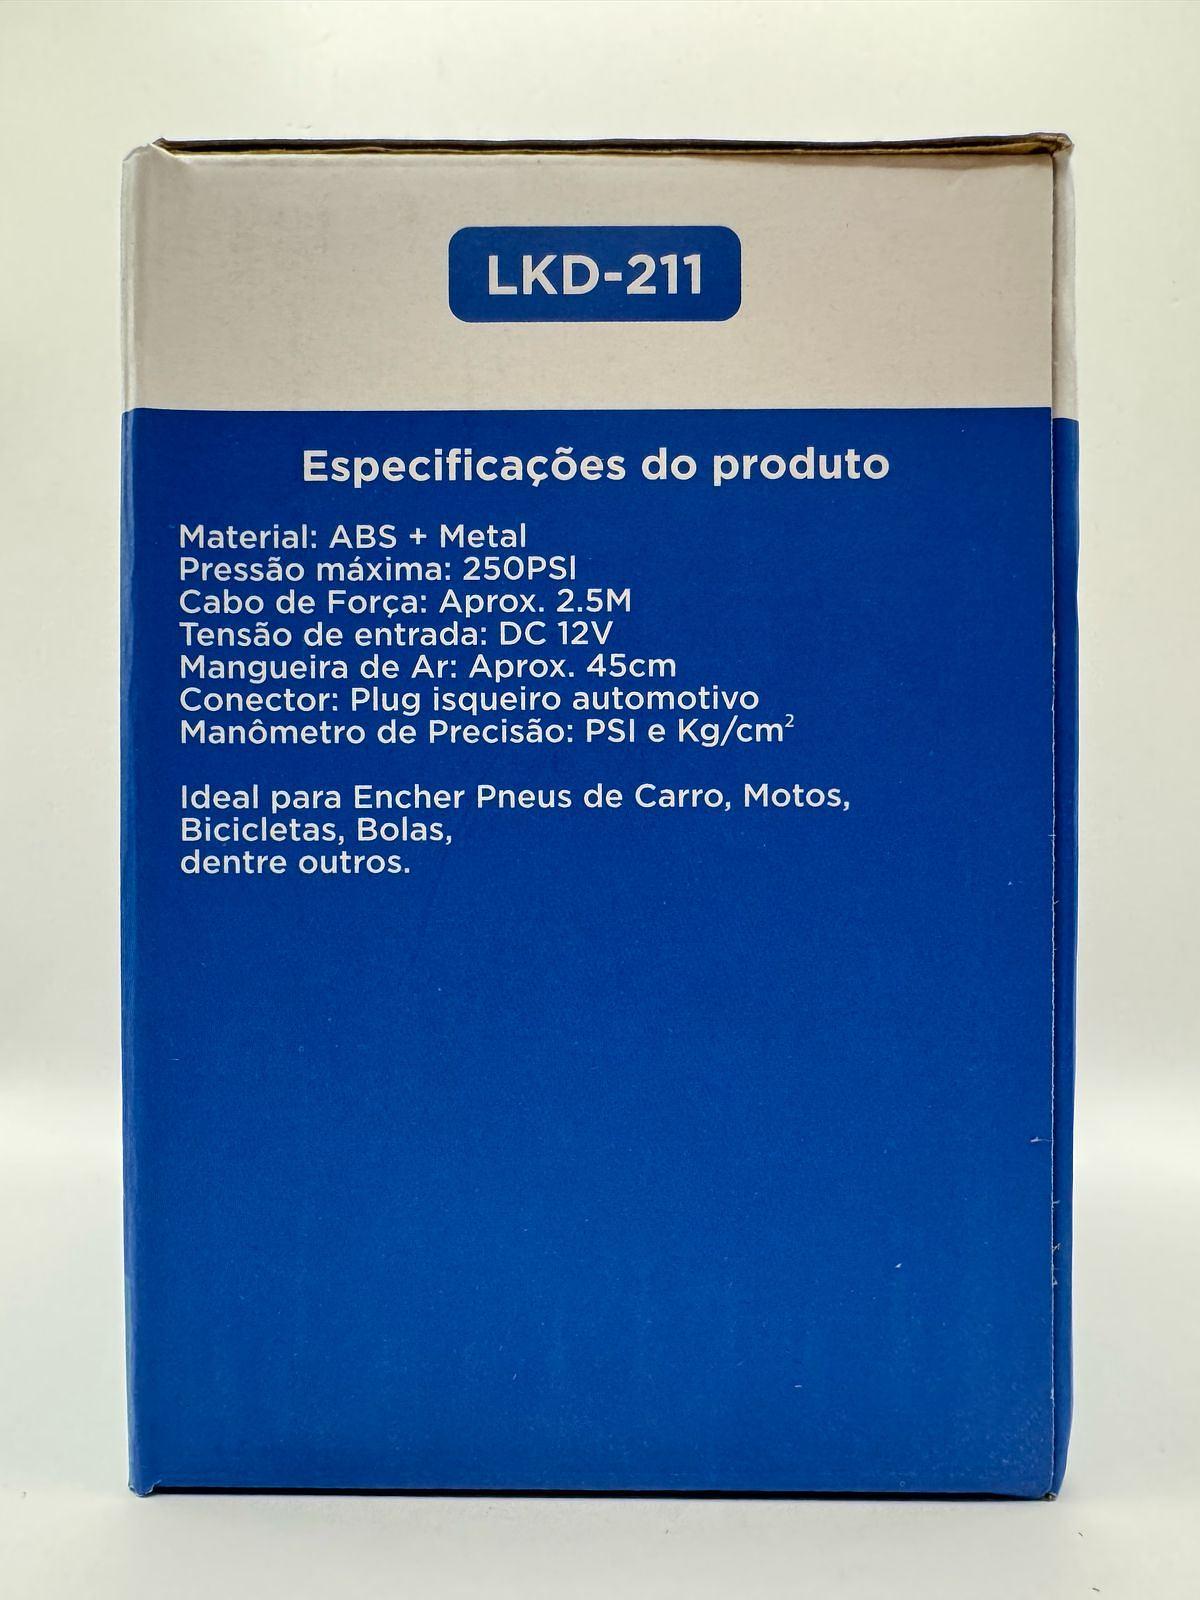 LKD-211
Especificações do produto
Material: ABS + Metal
Pressão máxima: 250PSI
Cabo de Força: Aprox. 2.5M
Tensão de entrada: DC 12V
Mangueira de Ar: Aprox. 45cm
Conector: Plug isqueiro automotivo
Manômetro de Precisão: PSI e Kg/cm²
Ideal para Encher Pneus de Carro, Motos,
Bicicletas, Bolas,
dentre outros.